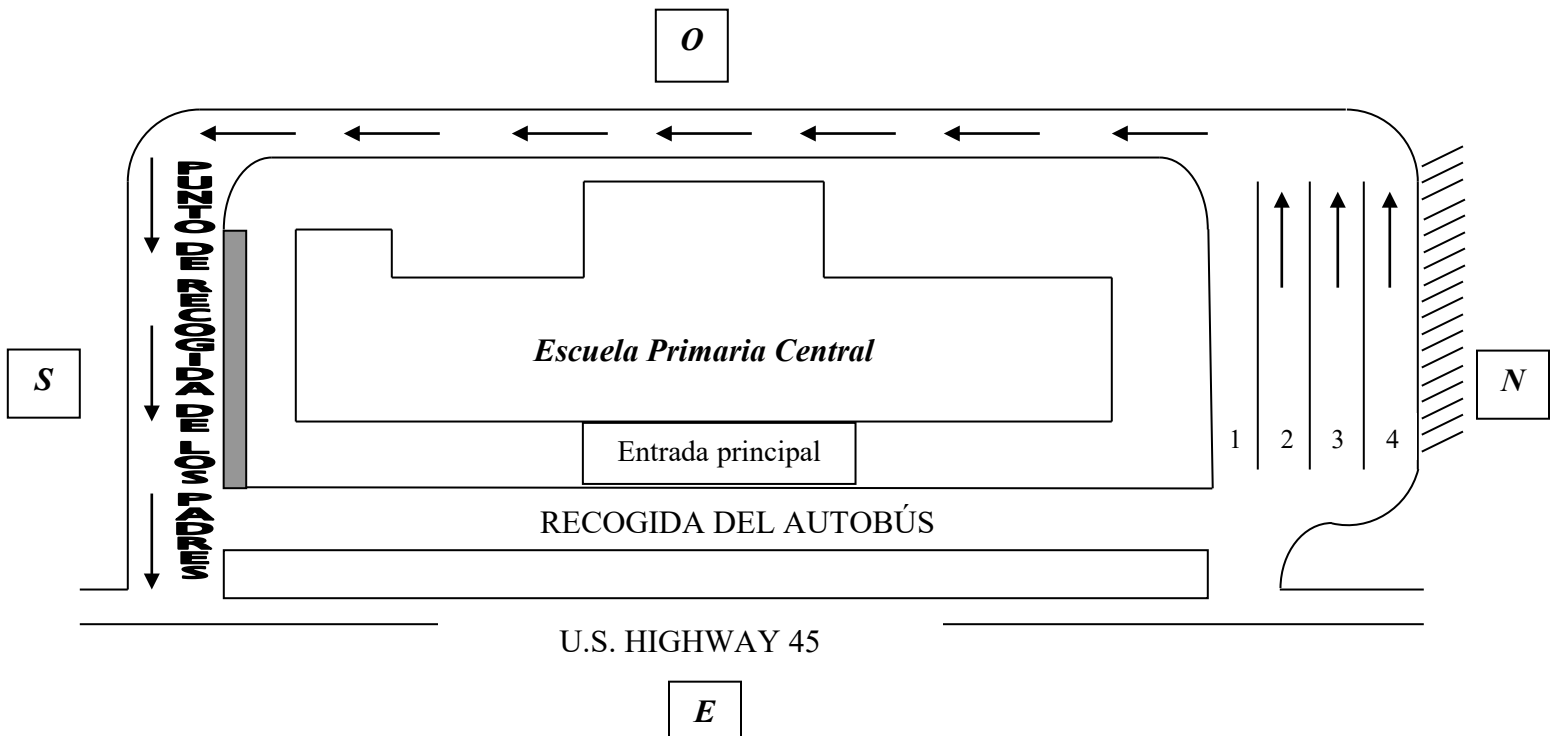 O
PUNTO DE RECOGIDA DE LOS PADRES
Escuela Primaria Central
S
N
1 2 3 4
Entrada principal
RECOGIDA DEL AUTOBÚS
U.S. HIGHWAY 45
E